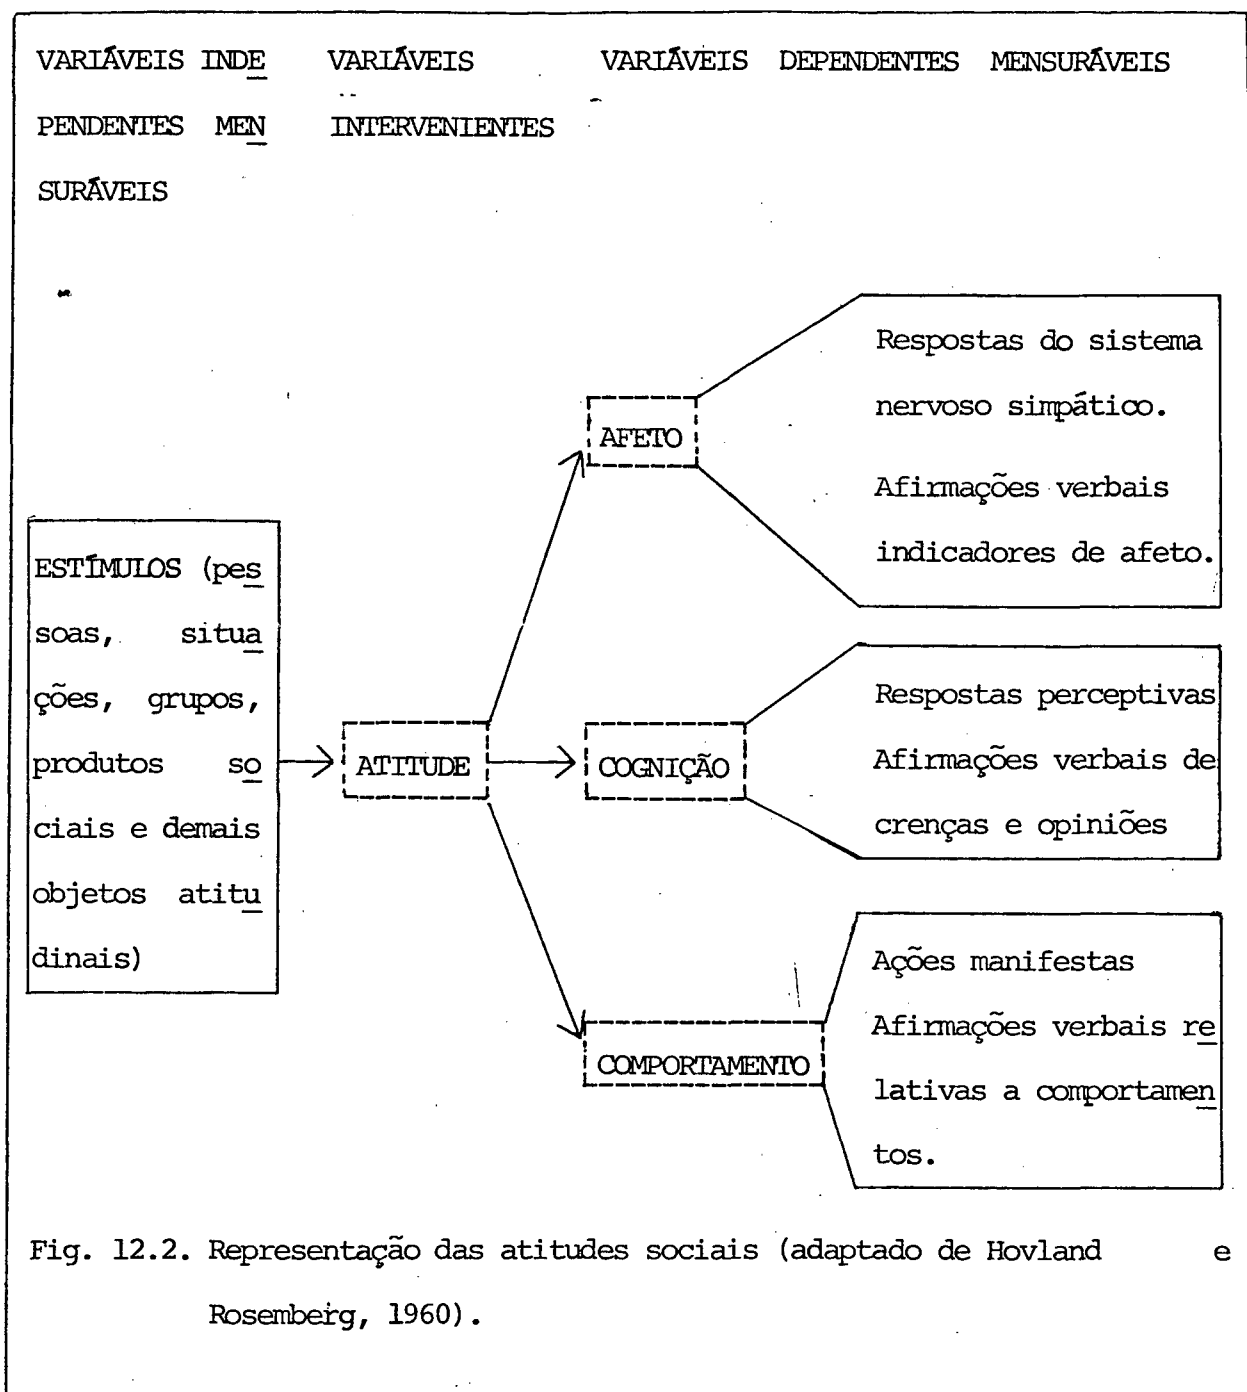 VARIÁVEIS INDE
PENDENTES MEN
SURÁVEIS
VARIÁVEIS
INTERVENIENTES
VARIÁVEIS DEPENDENTES MENSURÁVEIS
ESTÍMULOS (pes
soas, situa
ções, grupos,
produtos so
ciais e demais
objetos atitu
dinais)
ATITUDE
AFETO
Respostas do sistema
nervoso simpático.
Afirmações verbais
indicadores de afeto.
COGNIÇÃO
Respostas perceptivas
Afirmações verbais de
crenças e opiniões
COMPORTAMENTO
Ações manifestas
Afirmações verbais re
lativas a comportamen
tos.
Fig. 12.2. Representação das atitudes sociais (adaptado de Hovland e
Rosemberg, 1960).